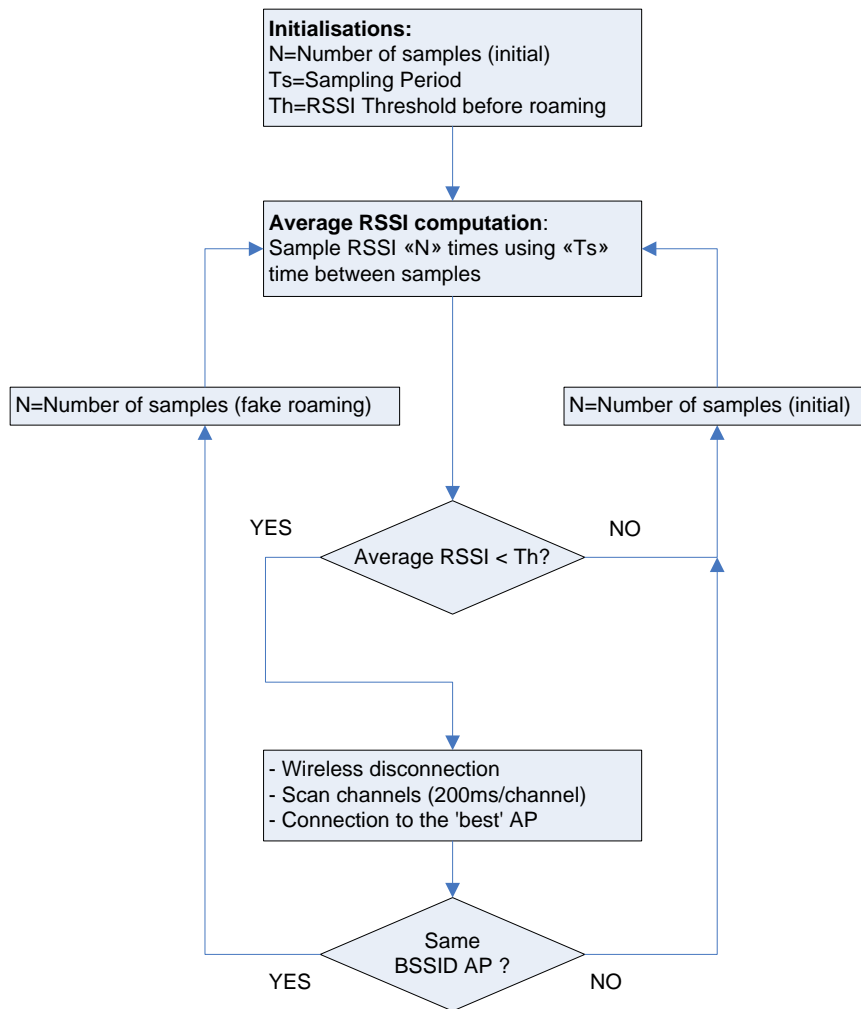 Initialisations:
N=Number of samples (initial)
Ts=Sampling Period
Th=RSSI Threshold before roaming
Average RSSI computation:
Sample RSSI «N» times using «Ts»
time between samples
N=Number of samples (fake roaming)
N=Number of samples (initial)
YES
NO
Average RSSI < Th?
- Wireless disconnection
- Scan channels (200ms/channel)
- Connection to the 'best' AP
Same
BSSID AP ?
YES
NO